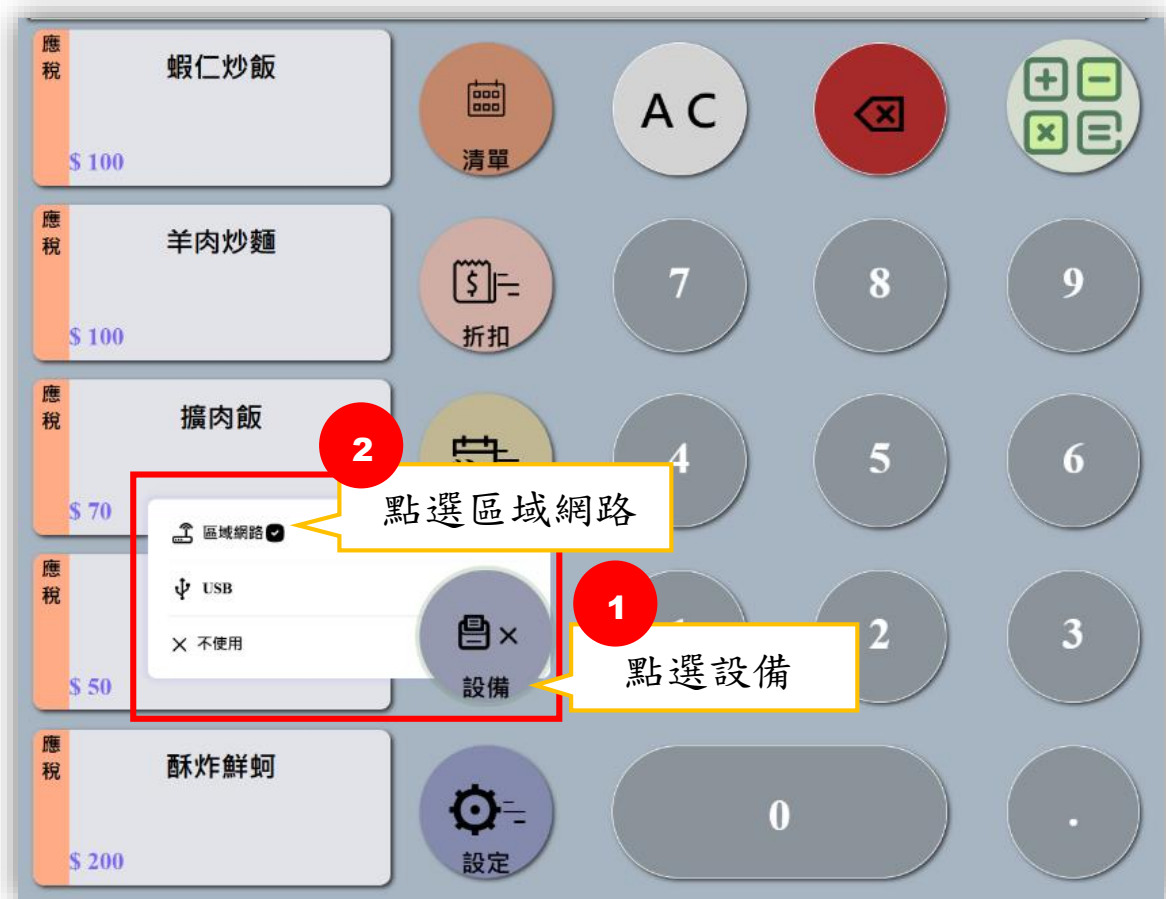 應
稅
蝦仁炒飯
$ 100
清單
A C
應
稅
羊肉炒麵
$ 100
折扣
7
8
9
應
稅
擴肉飯
$ 70
4
5
6
2
點選區域網路
區域網路
USB
不使用
應
稅
$ 50
設備
1
點選設備
2
3
應
稅
酥炸鮮蚵
$ 200
設定
0
.